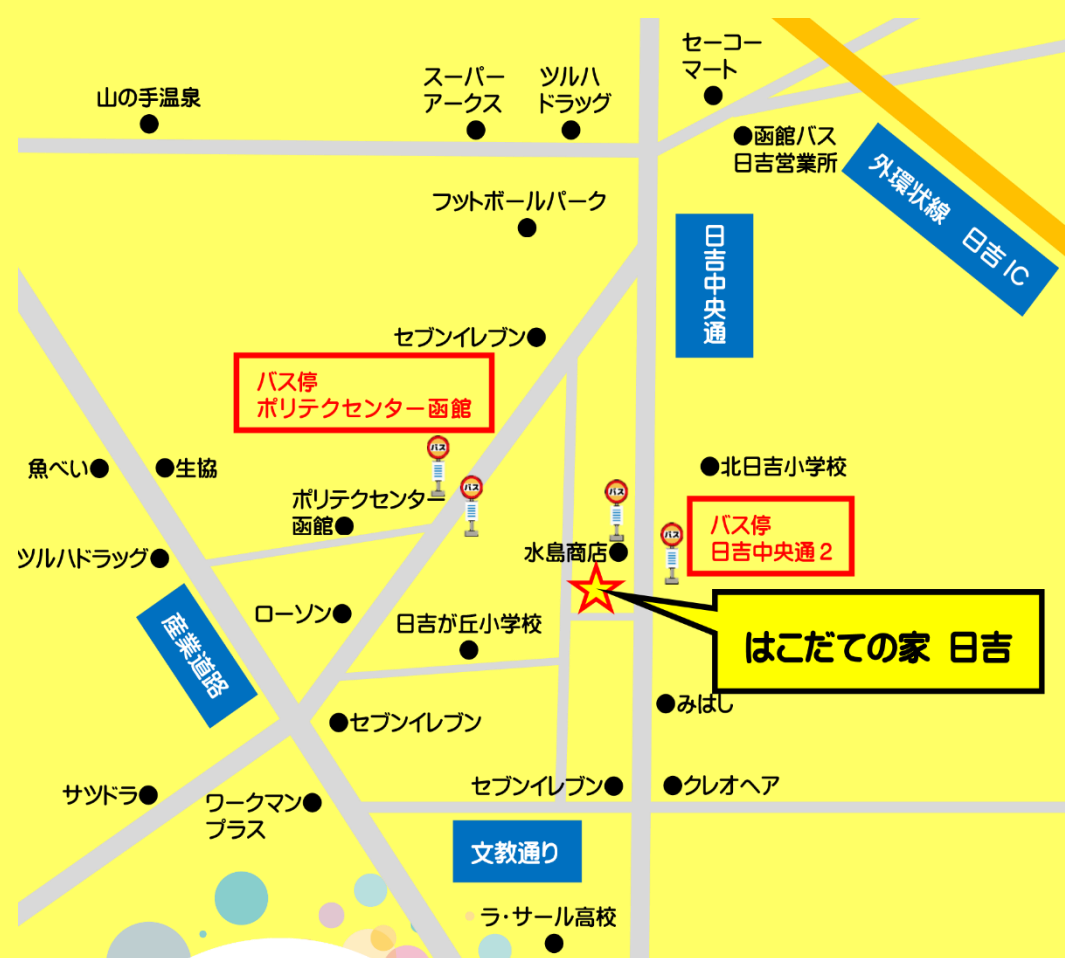 セーコー
マート
スーパー
アークス
ツルハ
ドラッグ
山の手温泉
函館バス
日吉営業所
外環状線 日吉IC
フットボールパーク
日吉中央通
セブンイレブン
バス停
ポリテクセンター函館
バス
魚べい
生協
北日吉小学校
バス
ポリテクセンター
函館
バス
バス停
日吉中央通2
バス
水島商店
ツルハドラッグ
ローソン
日吉が丘小学校
産業道路
はこだての家 日吉
みはし
セブンイレブン
セブンイレブン
クレオヘア
サツドラ
ワークマン
プラス
文教通り
ラ・サール高校